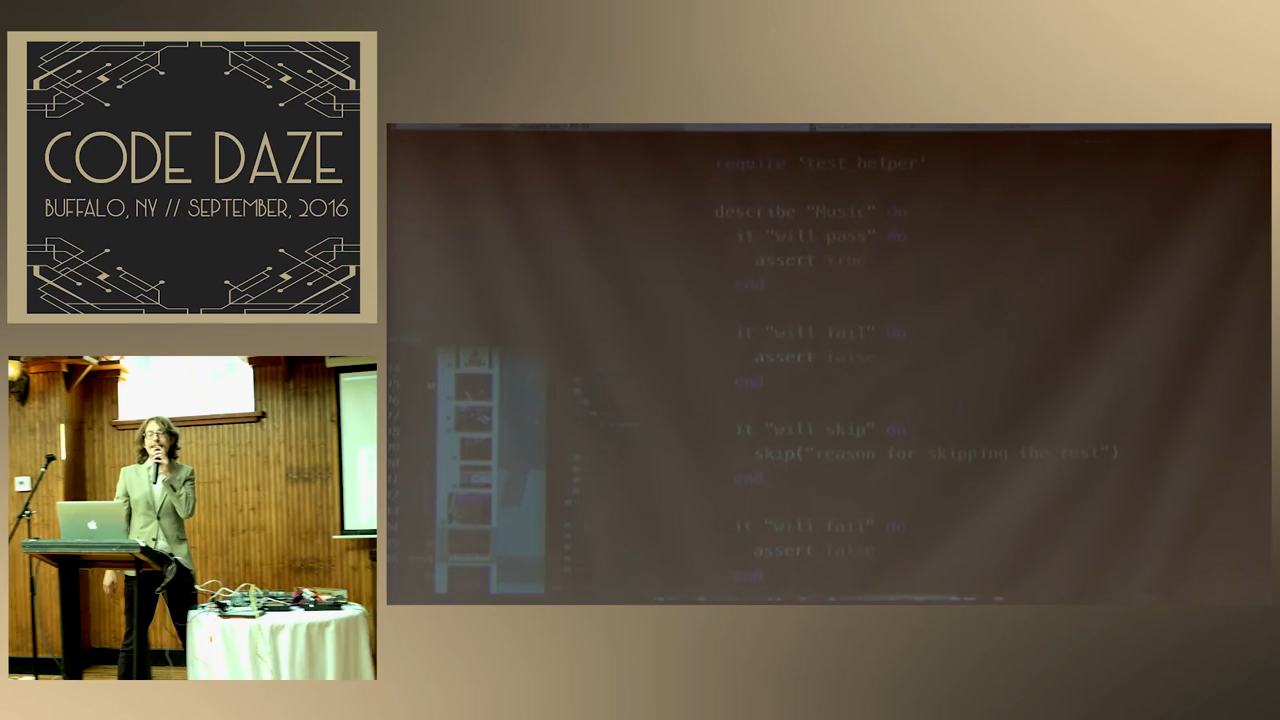 CODE DAZE
BUFFALO, NY // SEPTEMBER, 2016
require 'test_helper'
describe "Music" do
it "will pass" do
assert true
end
it "will fail" do
assert false
end
it "will skip" do
skip("reason for skipping the test")
end
it "will fail" do
assert false
end